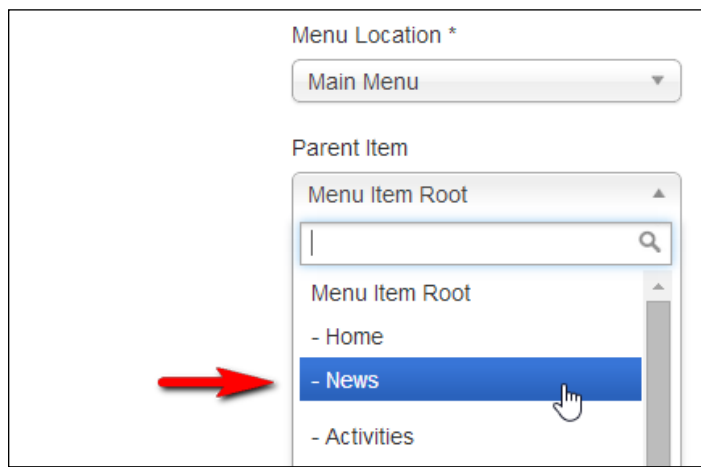 Menu Location *
Main Menu
Parent Item
Menu Item Root
Menu Item Root
- Home
- News
- Activities